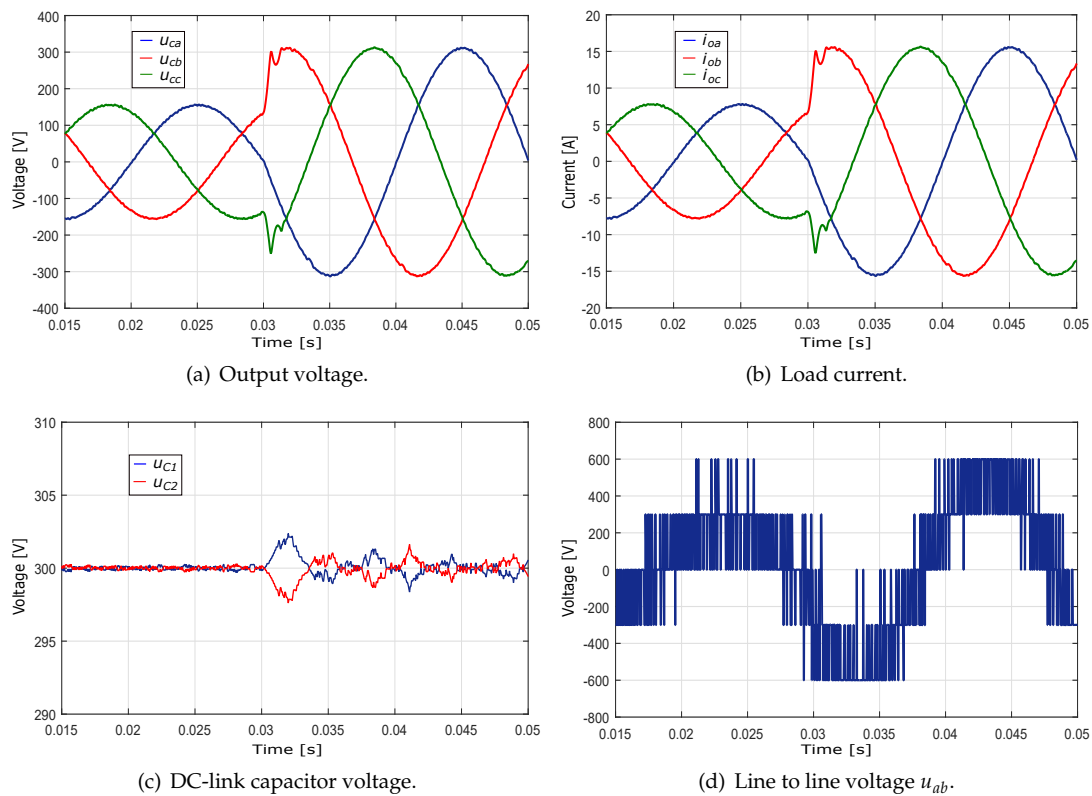 400
300
200
100
0
-100
-200
-300
-400
Voltage [V]
u_ca
u_cb
u_cc
0.015 0.02 0.025 0.03 0.035 0.04 0.045 0.05
Time [s]
(a) Output voltage.
20
15
10
5
0
-5
-10
-15
-20
Current [A]
i_oa
i_ob
i_oc
0.015 0.02 0.025 0.03 0.035 0.04 0.045 0.05
Time [s]
(b) Load current.
310
305
300
295
290
Voltage [V]
u_C1
u_C2
0.015 0.02 0.025 0.03 0.035 0.04 0.045 0.05
Time [s]
(c) DC-link capacitor voltage.
800
600
400
200
0
-200
-400
-600
-800
Voltage [V]
0.015 0.02 0.025 0.03 0.035 0.04 0.045 0.05
Time [s]
(d) Line to line voltage u_ab.